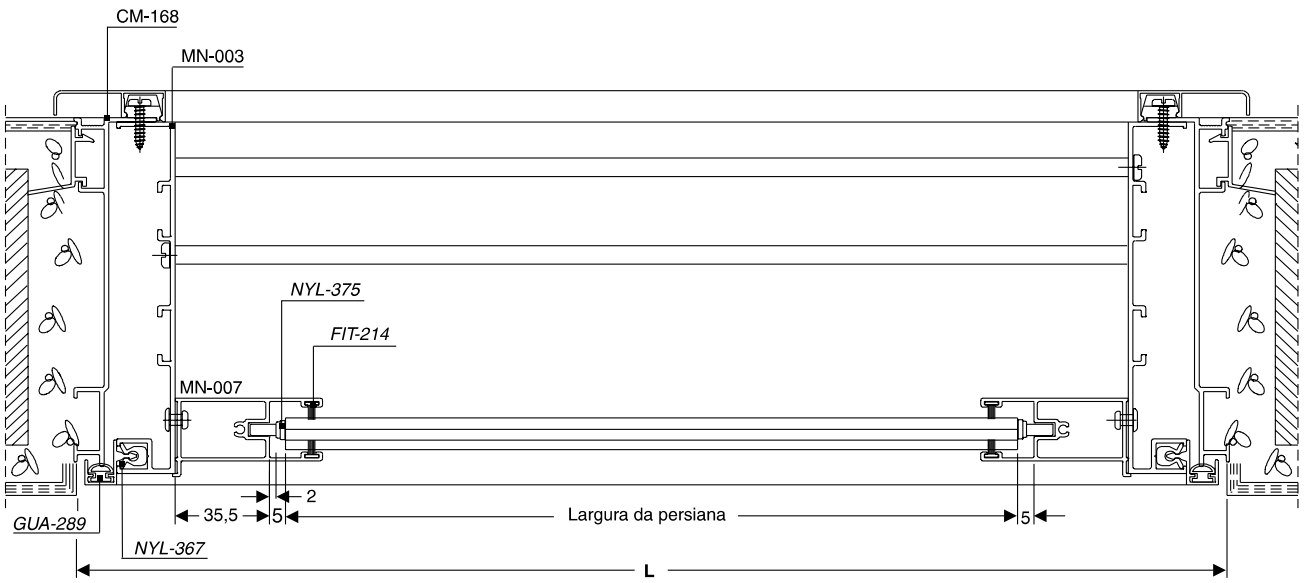 CM-168
MN-003
NYL-375
FIT-214
MN-007
2
35,5
5
Largura da persiana
5
GUA-289
NYL-367
L